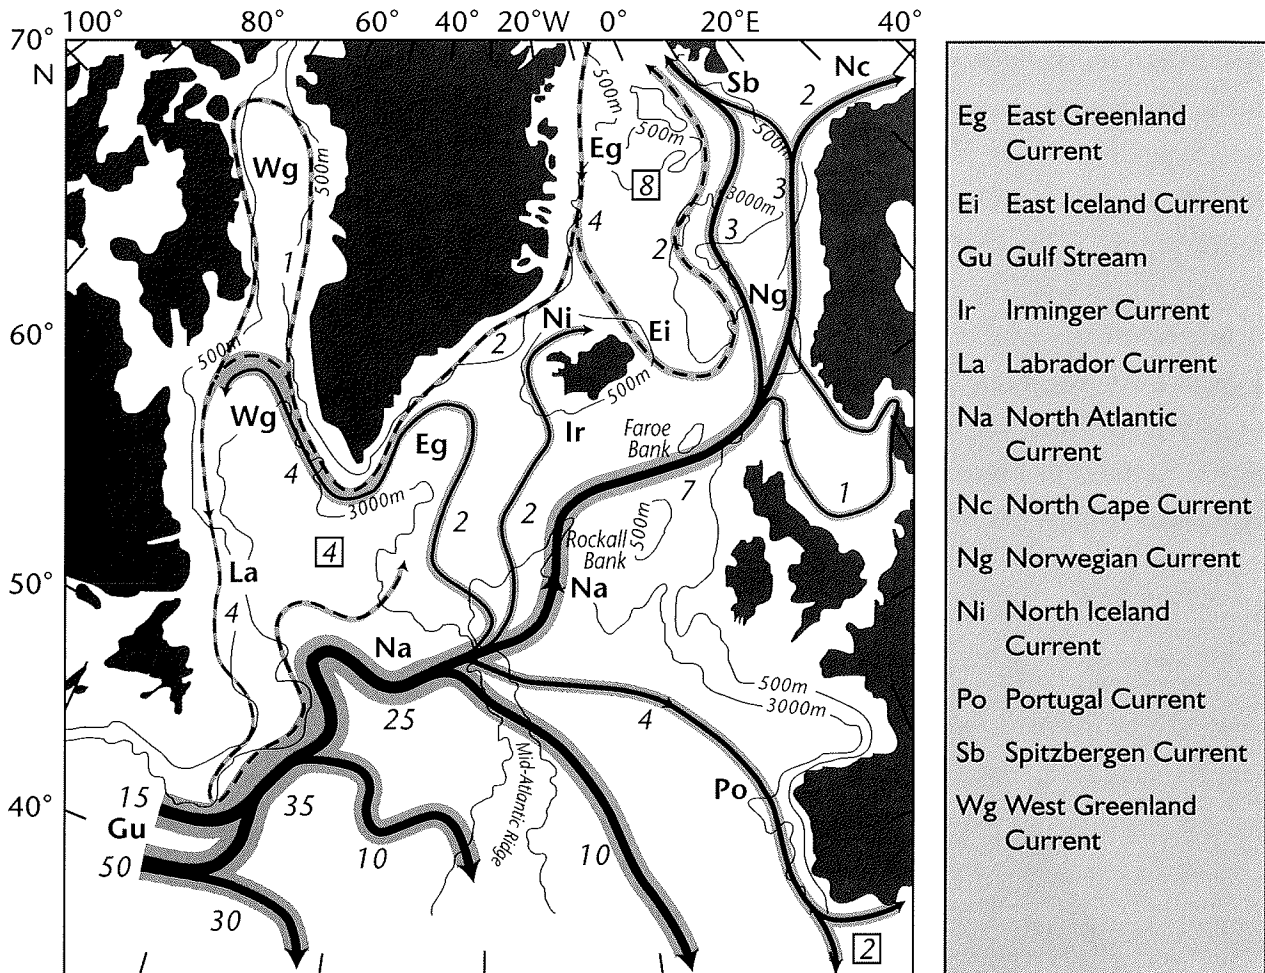 100° 80° 60° 40° 20°W 0° 20°E 40°
70°
N
60°
50°
40°
500m
500m
Sb
Nc
2
Wg
500m
Eg
8
500m
500m
3
3000m
4
2
3
1
Ng
Ni
Ei
2
500m
500m
Wg
Eg
Ir
Faroe
Bank
4
3000m
7
1
2
2
500m
Rockall
Bank
4
La
Na
4
Na
500m
3000m
25
4
Mid-Atlantic Ridge
Po
15
Gu
35
50
10
10
30
2
Eg East Greenland
Current
Ei East Iceland Current
Gu Gulf Stream
Ir Irminger Current
La Labrador Current
Na North Atlantic
Current
Nc North Cape Current
Ng Norwegian Current
Ni North Iceland
Current
Po Portugal Current
Sb Spitzbergen Current
Wg West Greenland
Current